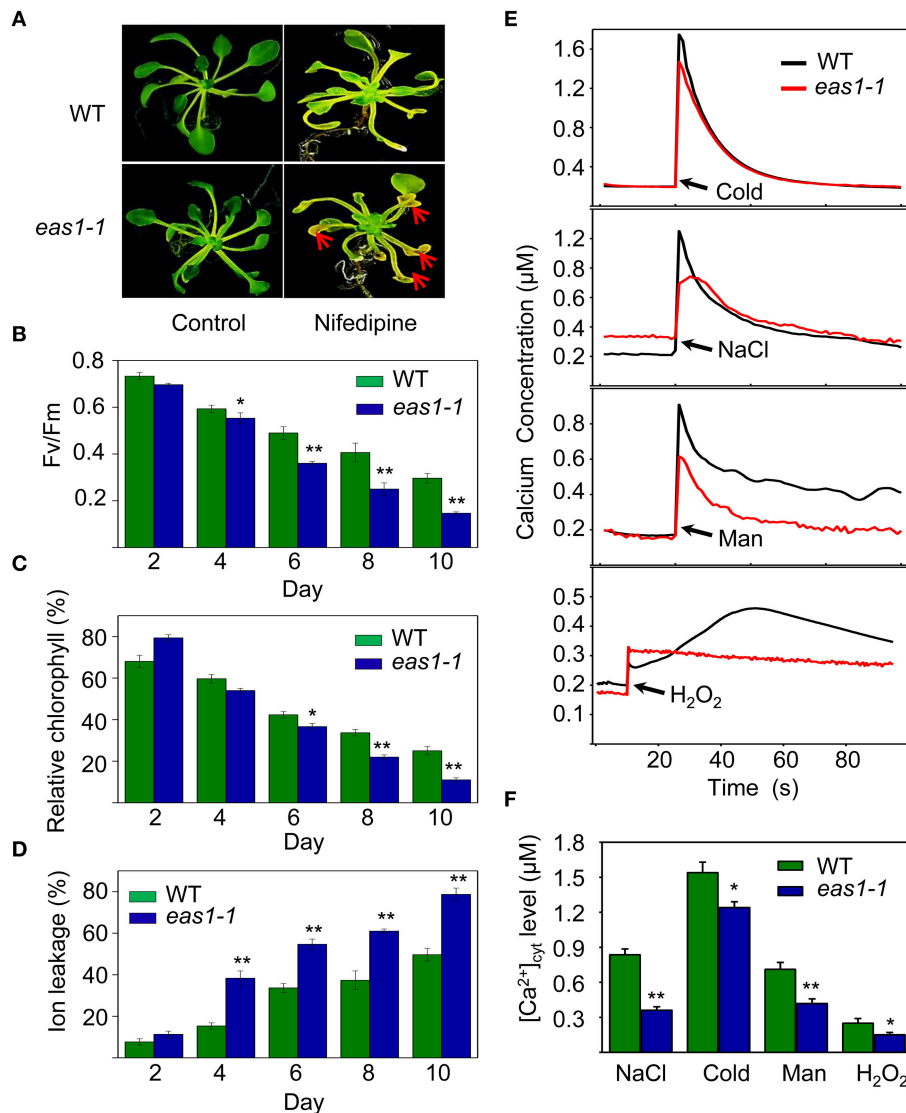 A
WT
eas1-1
Control Nifedipine
B
Fv/Fm
0.8
0.6
0.4
0.2
WT
eas1-1
*
**
**
**
2 4 6 8 10
Day
C
Relative chlorophyll (%)
80
60
40
20
WT
eas1-1
*
**
**
2 4 6 8 10
Day
D
Ion leakage (%)
80
60
40
20
WT
eas1-1
**
**
**
**
2 4 6 8 10
Day
E
Calcium Concentration (µM)
WT
eas1-1
1.6
1.2
0.8
0.4
Cold
1.2
0.8
0.6
0.4
0.2
NaCl
0.8
0.6
0.4
0.2
Man
0.5
0.4
0.3
0.2
0.1
H₂O₂
20 40 60 80
Time (s)
F
[Ca²⁺]cyt level (µM)
1.8
1.5
0.9
0.6
0.3
WT
eas1-1
**
*
**
*
NaCl Cold Man H₂O₂